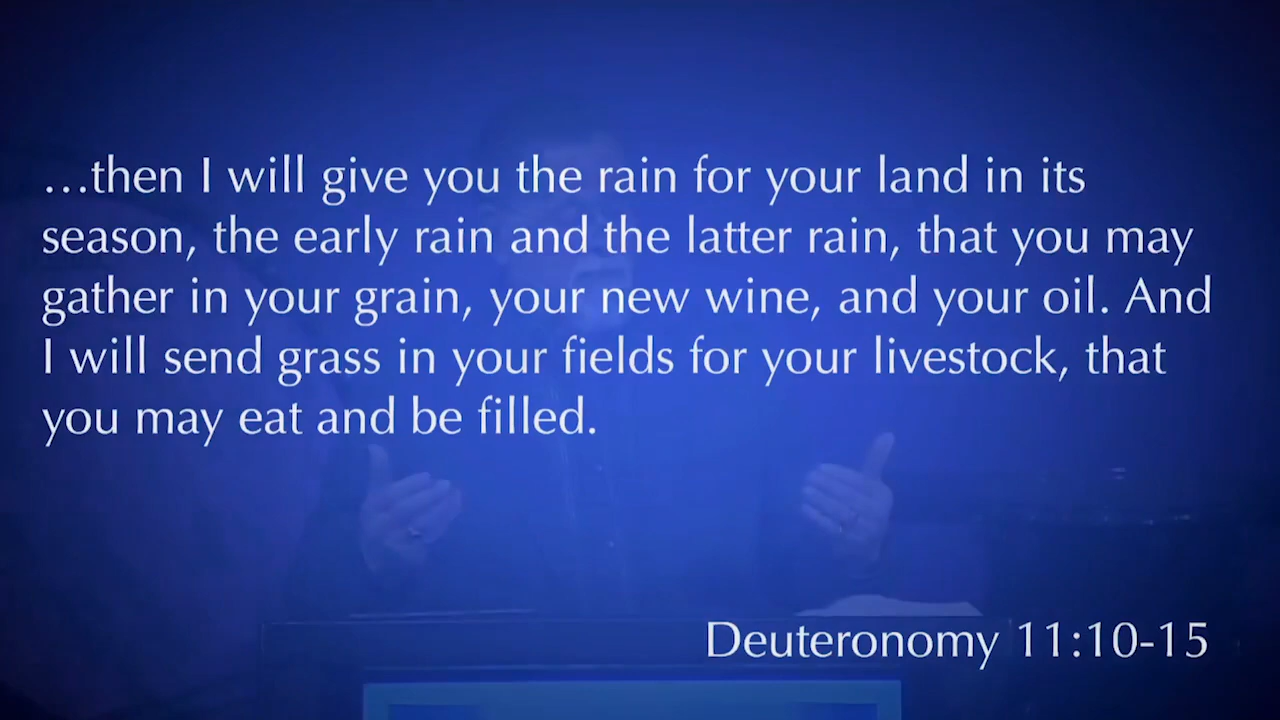 …then I will give you the rain for your land in its
season, the early rain and the latter rain, that you may
gather in your grain, your new wine, and your oil. And
I will send grass in your fields for your livestock, that
you may eat and be filled.
Deuteronomy 11:10-15